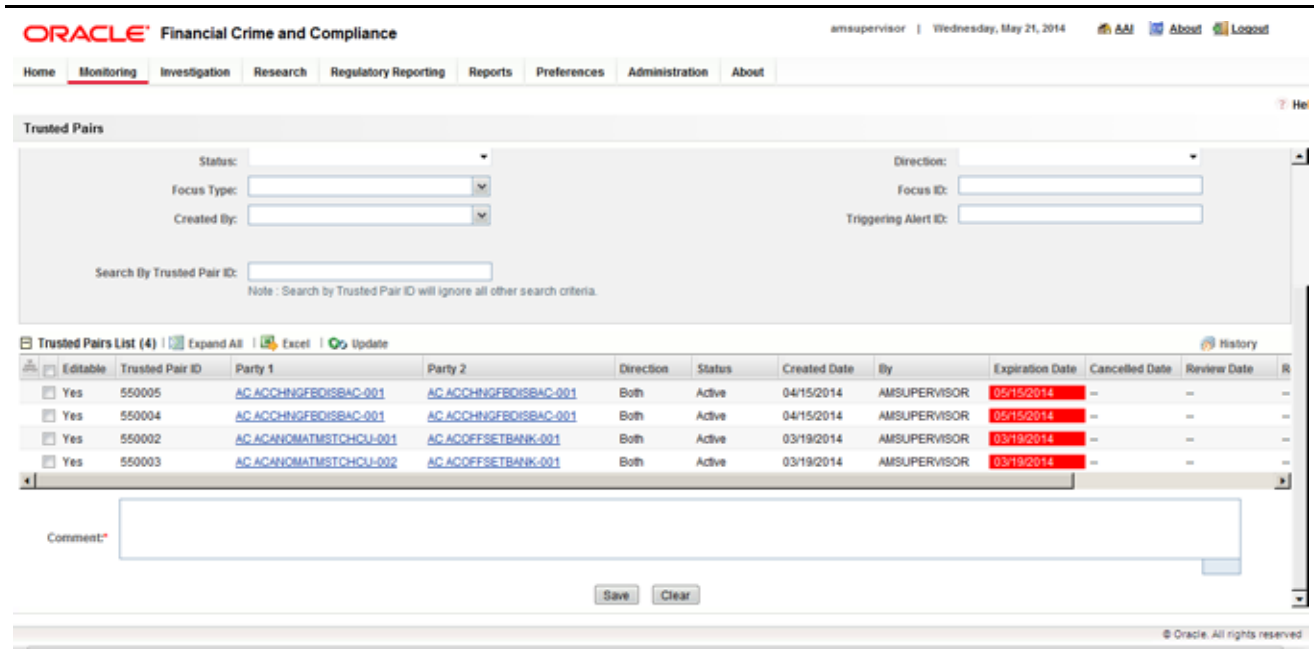 ORACLE® Financial Crime and Compliance
amsupervisor | Wednesday, May 21, 2014 AAI About Logout
Home Monitoring Investigation Research Regulatory Reporting Reports Preferences Administration About
? Hel
Trusted Pairs
Status: Direction:
Focus Type: Focus ID:
Created By: Triggering Alert ID:
Search By Trusted Pair ID:
Note : Search by Trusted Pair ID will ignore all other search criteria.
Trusted Pairs List (4) | Expand All | Excel | Update History
Editable Trusted Pair ID Party 1 Party 2 Direction Status Created Date By Expiration Date Cancelled Date Review Date R
Yes 550005 AC ACCHNGFBDISBAC-001 AC ACCHNGFBDISBAC-001 Both Active 04/15/2014 AMSUPERVISOR 05/15/2014 -- -- --
Yes 550004 AC ACCHNGFBDISBAC-001 AC ACCHNGFBDISBAC-001 Both Active 04/15/2014 AMSUPERVISOR 05/15/2014 -- -- --
Yes 550002 AC ACANOMATMSTCHCU-001 AC ACOFFSETBANK-001 Both Active 03/19/2014 AMSUPERVISOR 03/19/2014 -- -- --
Yes 550003 AC ACANOMATMSTCHCU-002 AC ACOFFSETBANK-001 Both Active 03/19/2014 AMSUPERVISOR 03/19/2014 -- -- --
Comment:*
Save Clear
© Oracle. All rights reserved